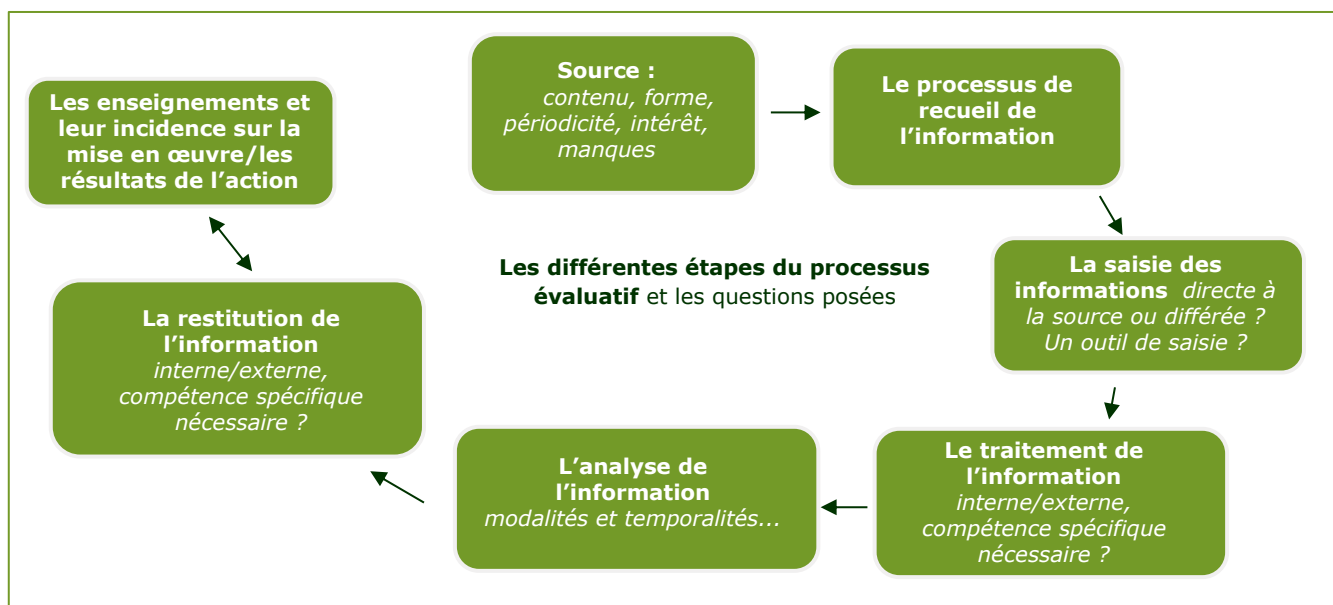 Source :
contenu, forme,
périodicité, intérêt,
manques
Le processus de
recueil de
l’information
La saisie des
informations directe à
la source ou différée ?
Un outil de saisie ?
Le traitement de
l’information
interne/externe,
compétence spécifique
nécessaire ?
L’analyse de
l’information
modalités et temporalités…
La restitution de
l’information
interne/externe,
compétence spécifique
nécessaire ?
Les enseignements et
leur incidence sur la
mise en œuvre/les
résultats de l’action
Les différentes étapes du processus
évaluatif et les questions posées